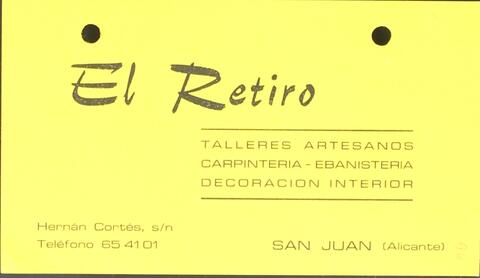 El Retiro
TALLERES ARTESANOS
CARPINTERIA - EBANISTERIA
DECORACION INTERIOR
Hernán Cortés, s/n
Teléfono 65 41 01
SAN JUAN (Alicante)